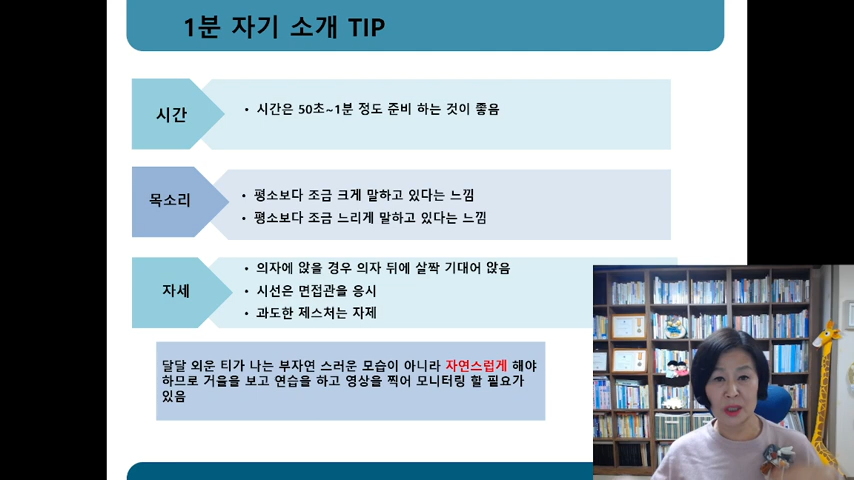 1분 자기 소개 TIP
시간
• 시간은 50초~1분 정도 준비 하는 것이 좋음
목소리
• 평소보다 조금 크게 말하고 있다는 느낌
• 평소보다 조금 느리게 말하고 있다는 느낌
자세
• 의자에 앉을 경우 의자 뒤에 살짝 기대어 앉음
• 시선은 면접관을 응시
• 과도한 제스처는 자제
달달 외운 티가 나는 부자연 스러운 모습이 아니라 자연스럽게 해야
하므로 거울을 보고 연습을 하고 영상을 찍어 모니터링 할 필요가
있음